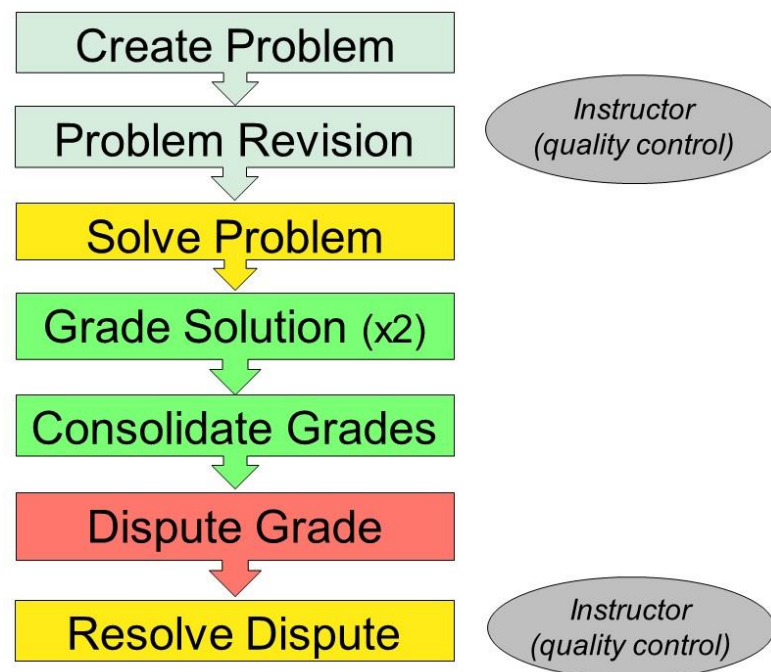 Create Problem
Problem Revision
Instructor
(quality control)
Solve Problem
Grade Solution (x2)
Consolidate Grades
Dispute Grade
Resolve Dispute
Instructor
(quality control)